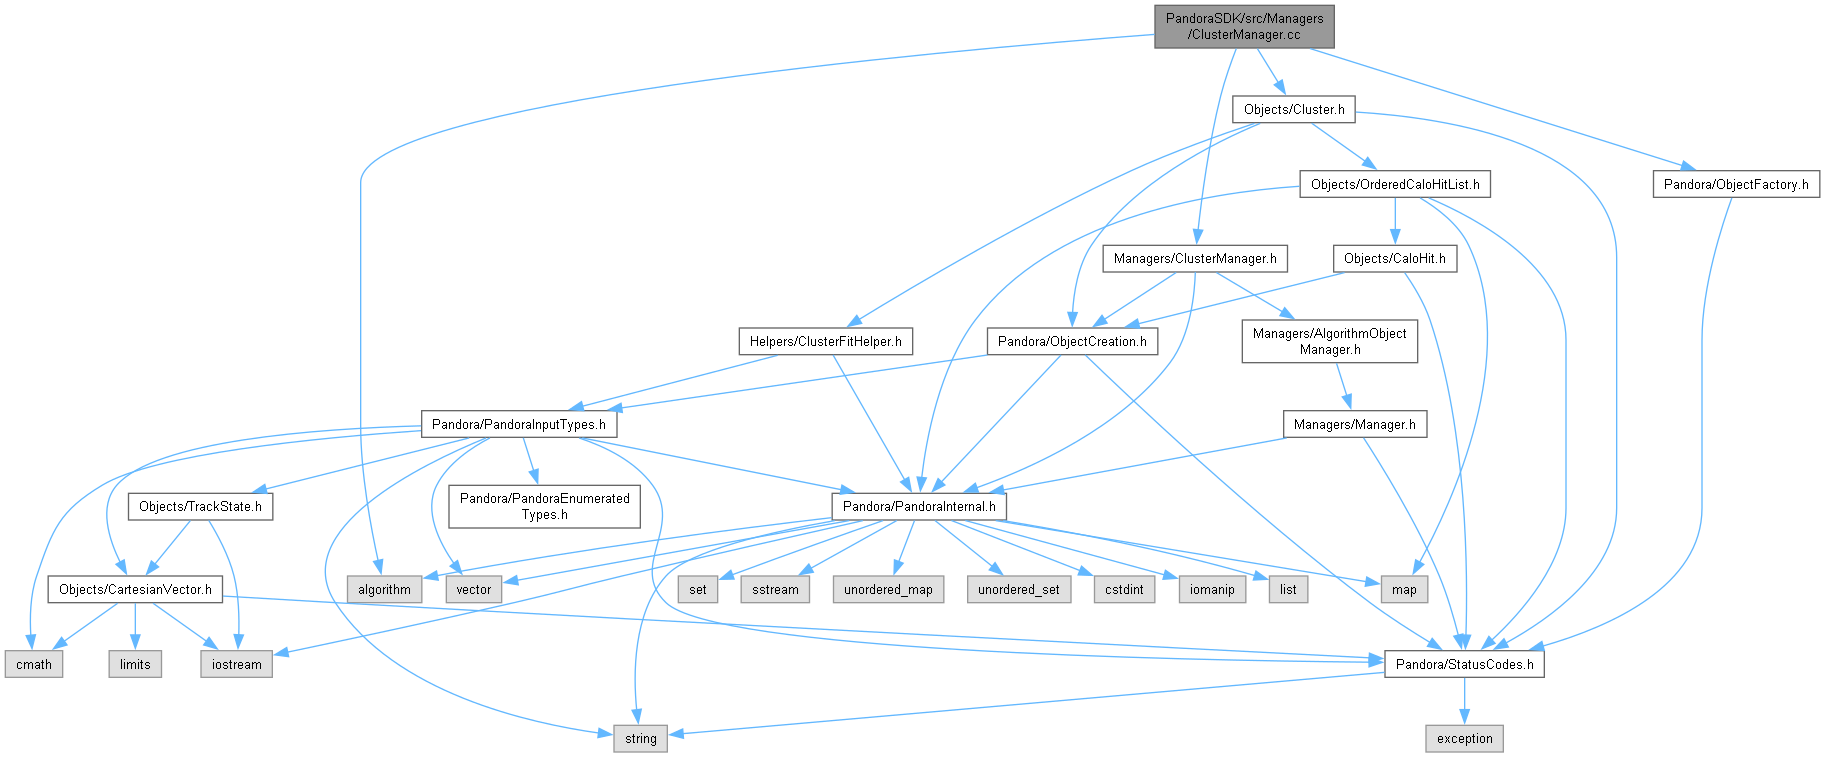 PandoraSDK/src/Managers
/ClusterManager.cc
Objects/Cluster.h
Objects/OrderedCaloHitList.h
Pandora/ObjectFactory.h
Managers/ClusterManager.h
Objects/CaloHit.h
Helpers/ClusterFitHelper.h
Pandora/ObjectCreation.h
Managers/AlgorithmObject
Manager.h
Pandora/PandoraInputTypes.h
Managers/Manager.h
Objects/TrackState.h
Pandora/PandoraEnumerated
Types.h
Pandora/PandoraInternal.h
Objects/CartesianVector.h
algorithm
vector
set
sstream
unordered_map
unordered_set
cstdint
iomanip
list
map
cmath
limits
iostream
Pandora/StatusCodes.h
string
exception